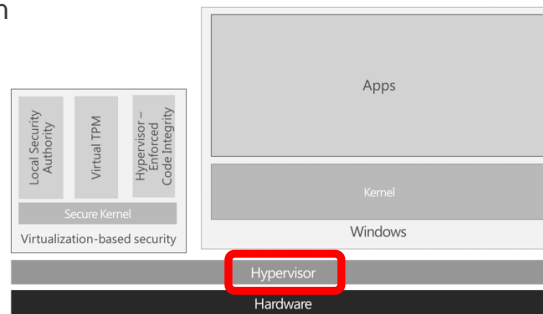 n
Local Security
Authority
Virtual TPM
Hypervisor –
Enforced
Code Integrity
Secure Kernel
Virtualization-based security
Apps
Kernel
Windows
Hypervisor
Hardware